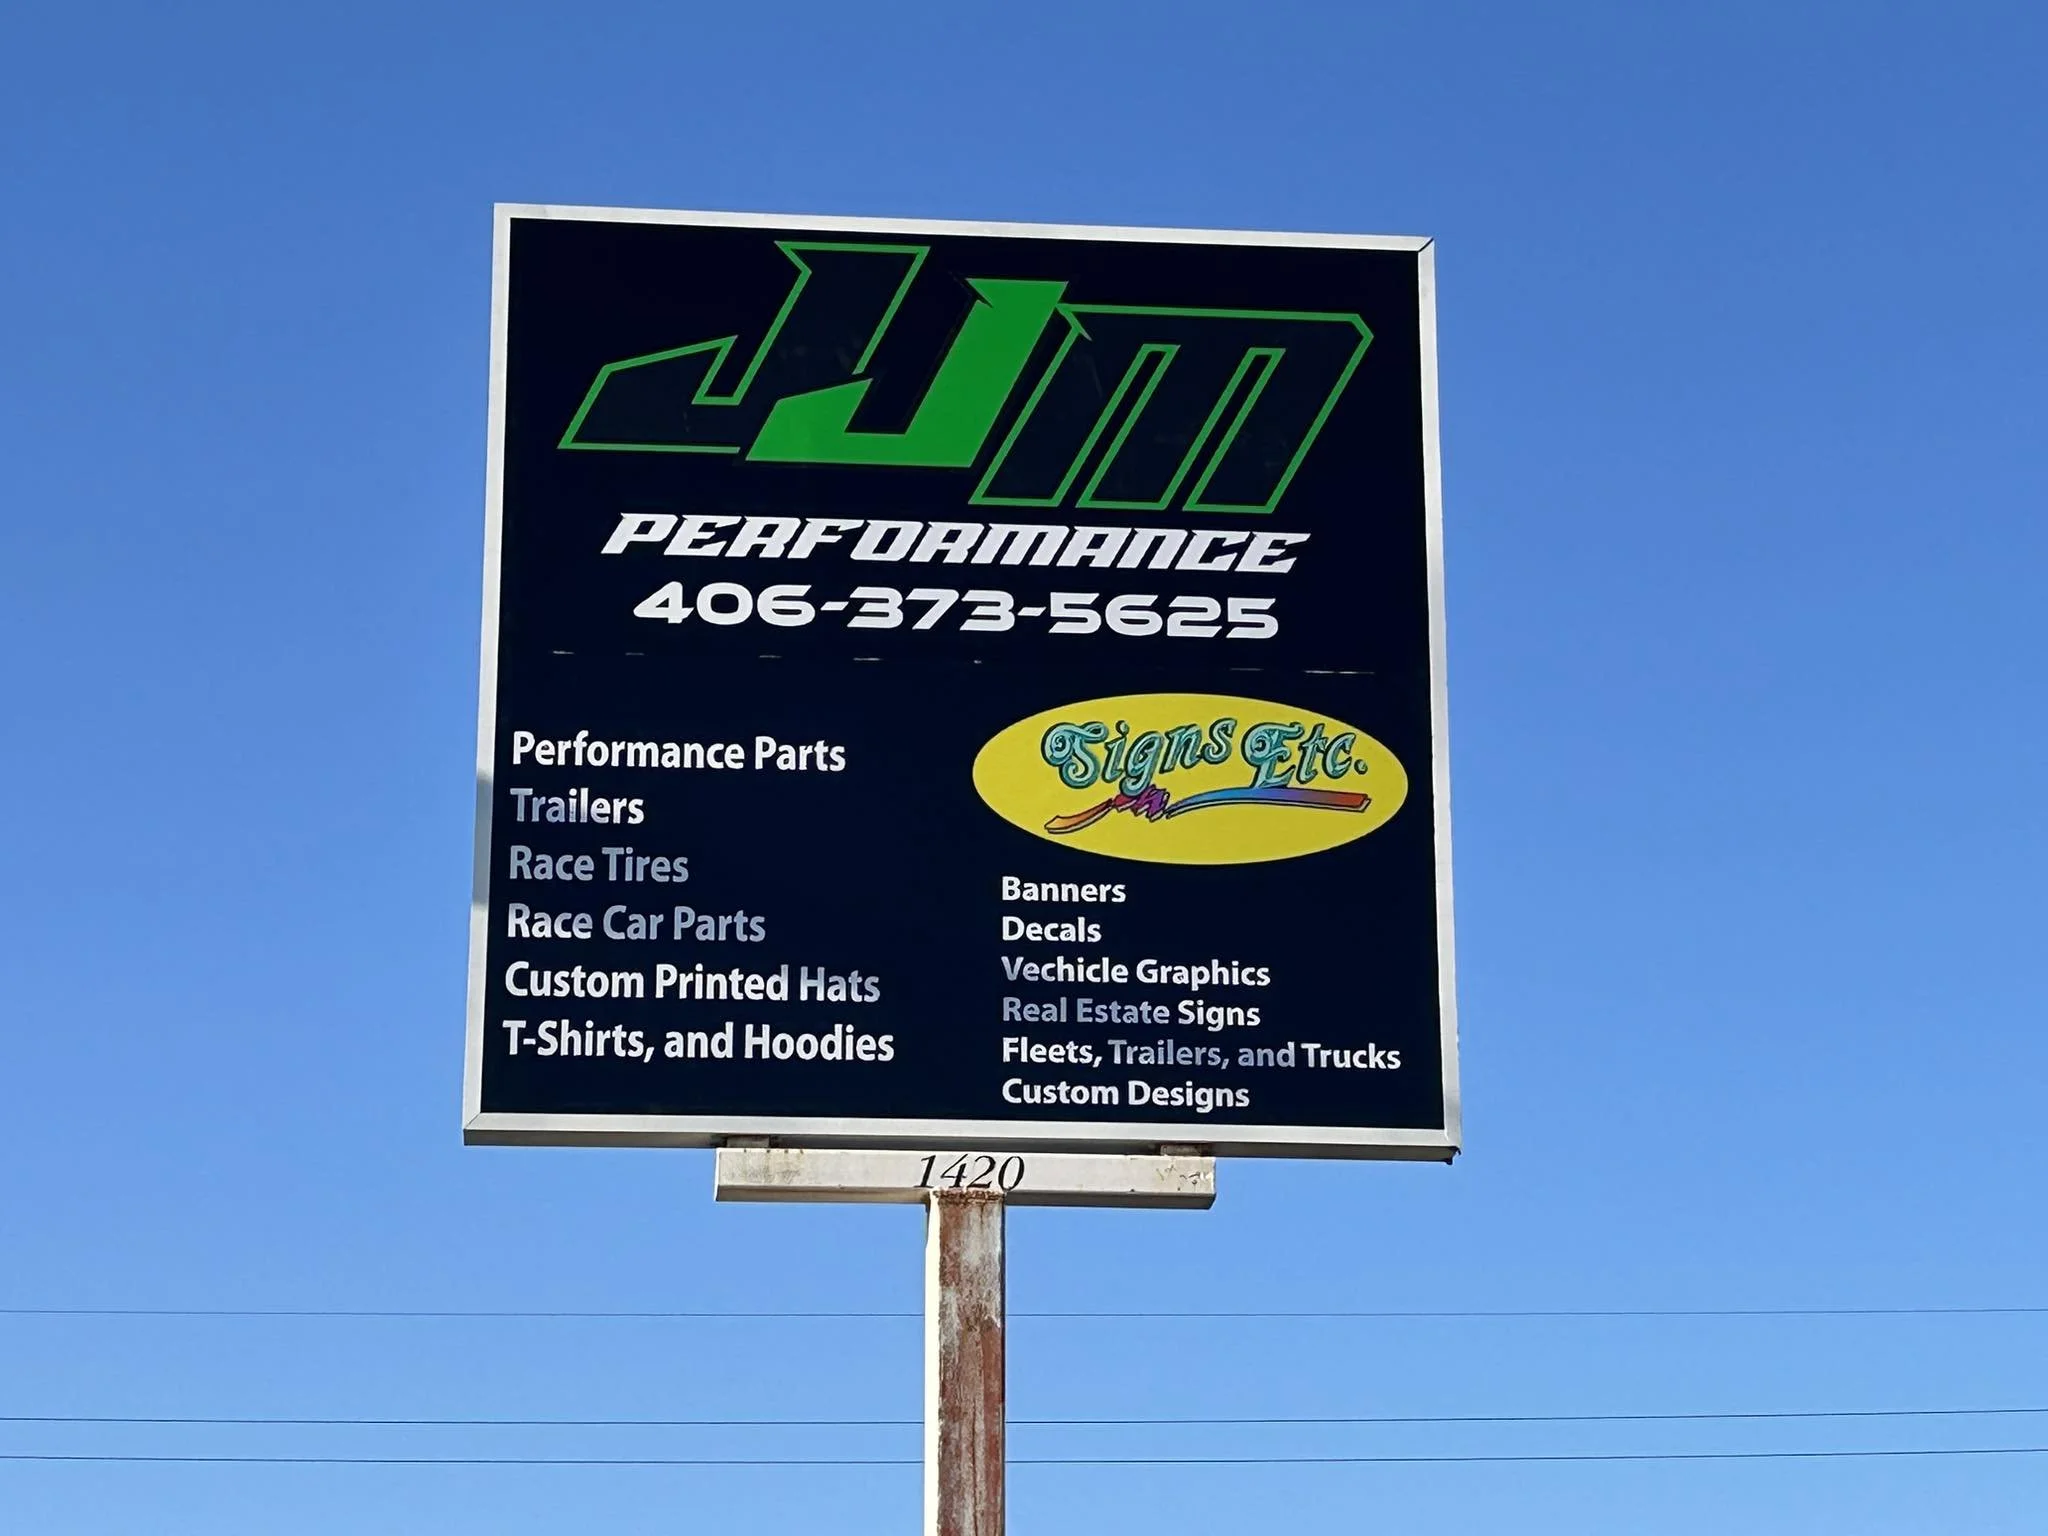 JJM
PERFORMANCE
406-373-5625
Performance Parts
Trailers
Race Tires
Race Car Parts
Custom Printed Hats
T-Shirts, and Hoodies
Signs Etc.
Banners
Decals
Vechicle Graphics
Real Estate Signs
Fleets, Trailers, and Trucks
Custom Designs
1420